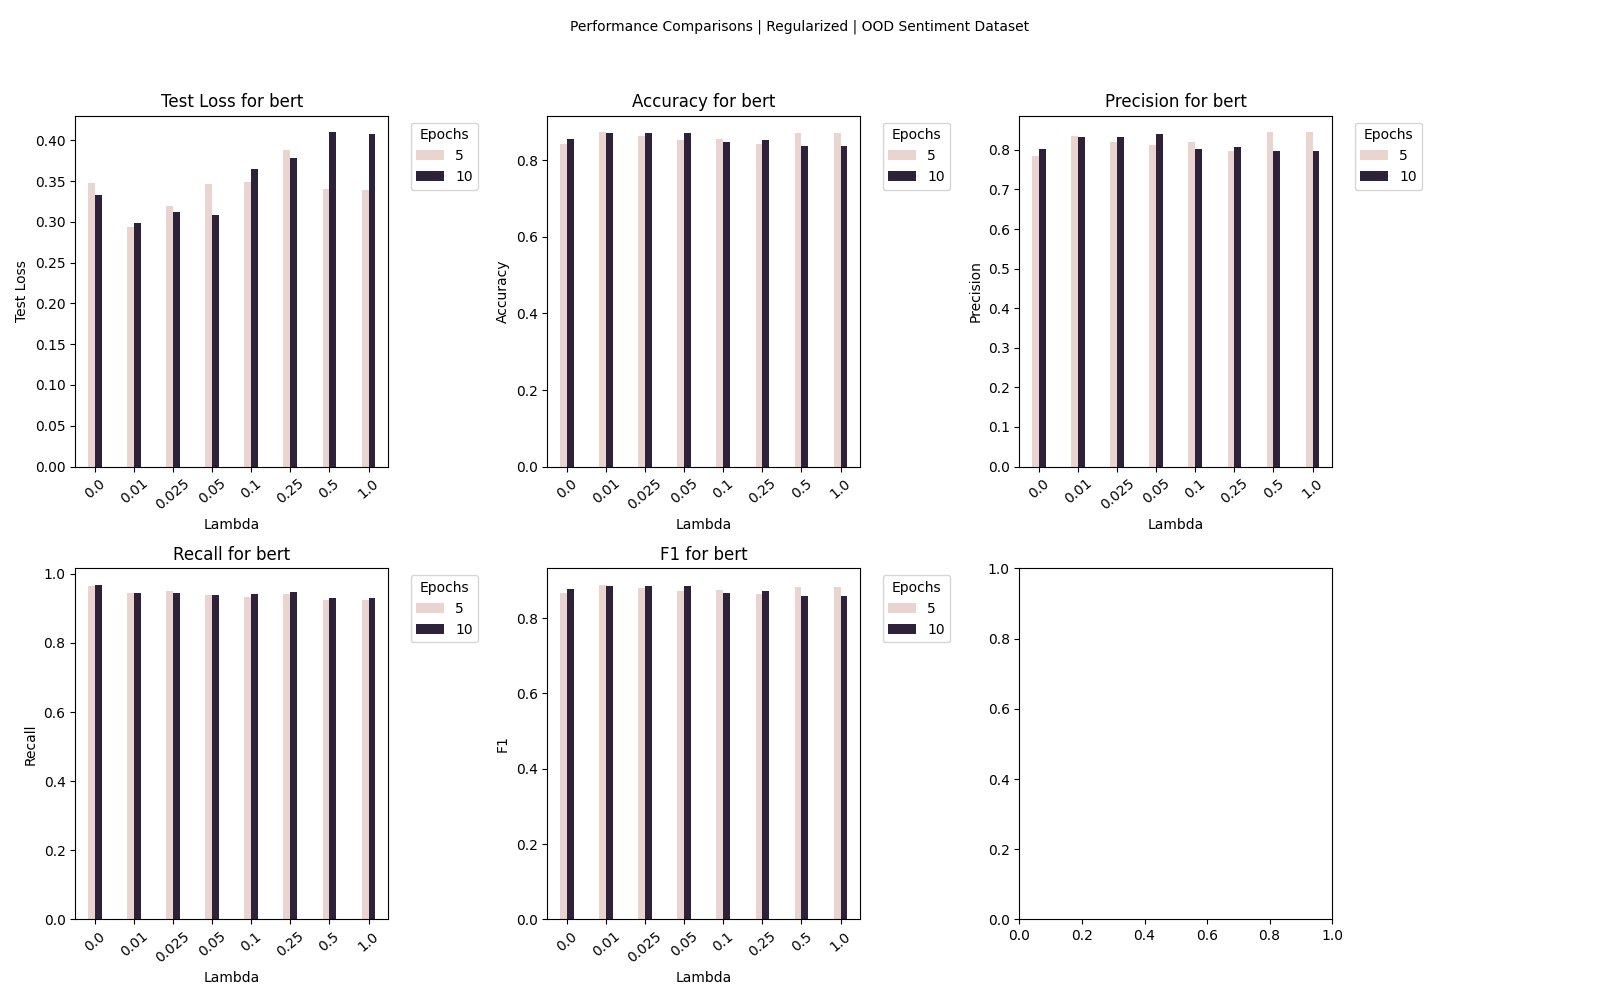 Performance Comparisons | Regularized | OOD Sentiment Dataset
Test Loss for bert
Test Loss
0.40
0.35
0.30
0.25
0.20
0.15
0.10
0.05
0.00
0.0 0.01 0.025 0.05 0.1 0.25 0.5 1.0
Lambda
Epochs
5
10
Accuracy for bert
Accuracy
0.8
0.6
0.4
0.2
0.0
0.0 0.01 0.025 0.05 0.1 0.25 0.5 1.0
Lambda
Epochs
5
10
Precision for bert
Precision
0.8
0.7
0.6
0.5
0.4
0.3
0.2
0.1
0.0
0.0 0.01 0.025 0.05 0.1 0.25 0.5 1.0
Lambda
Epochs
5
10
Recall for bert
Recall
1.0
0.8
0.6
0.4
0.2
0.0
0.0 0.01 0.025 0.05 0.1 0.25 0.5 1.0
Lambda
Epochs
5
10
F1 for bert
F1
0.8
0.6
0.4
0.2
0.0
0.0 0.01 0.025 0.05 0.1 0.25 0.5 1.0
Lambda
Epochs
5
10
1.0
0.8
0.6
0.4
0.2
0.0
0.0 0.2 0.4 0.6 0.8 1.0